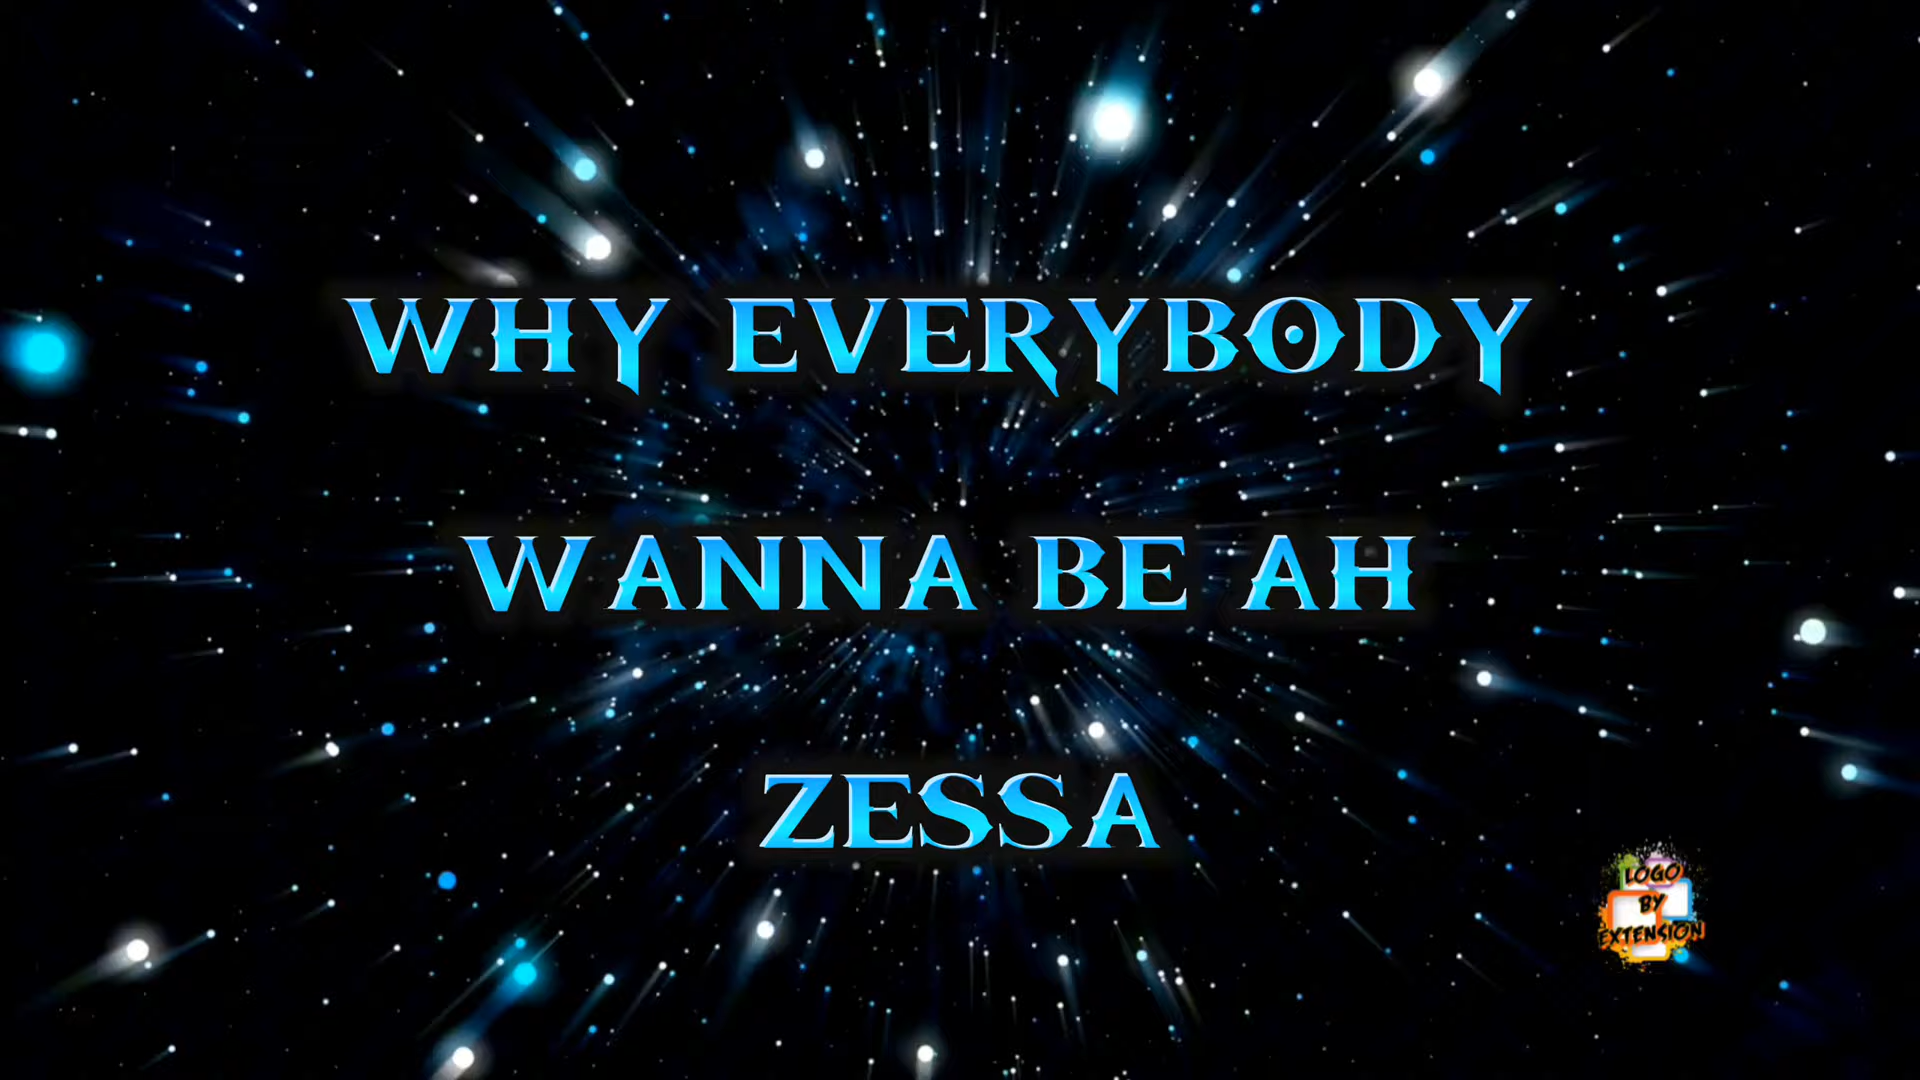 WHY EVERYBODY
WANNA BE AH
ZESSA
LOGO
BY
EXTENSION